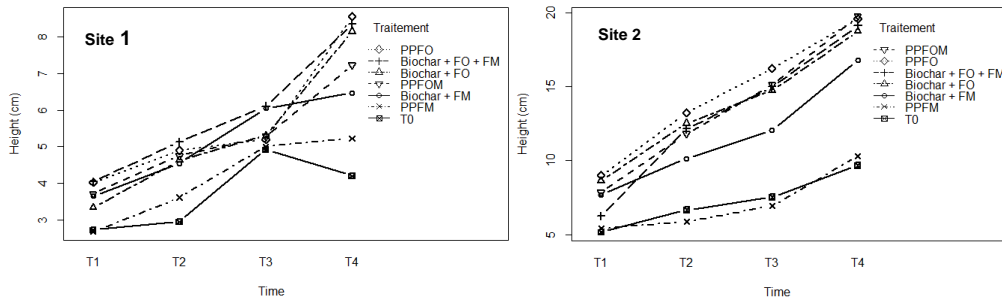 Site 1
Height (cm)
8
7
6
5
4
3
Traitement
PPFO
Biochar + FO + FM
Biochar + FO
PPFOM
Biochar + FM
PPFM
T0
T1 T2 T3 T4
Time
Site 2
Height (cm)
20
15
10
5
Traitement
PPFOM
PPFO
Biochar + FO + FM
Biochar + FO
Biochar + FM
PPFM
T0
T1 T2 T3 T4
Time